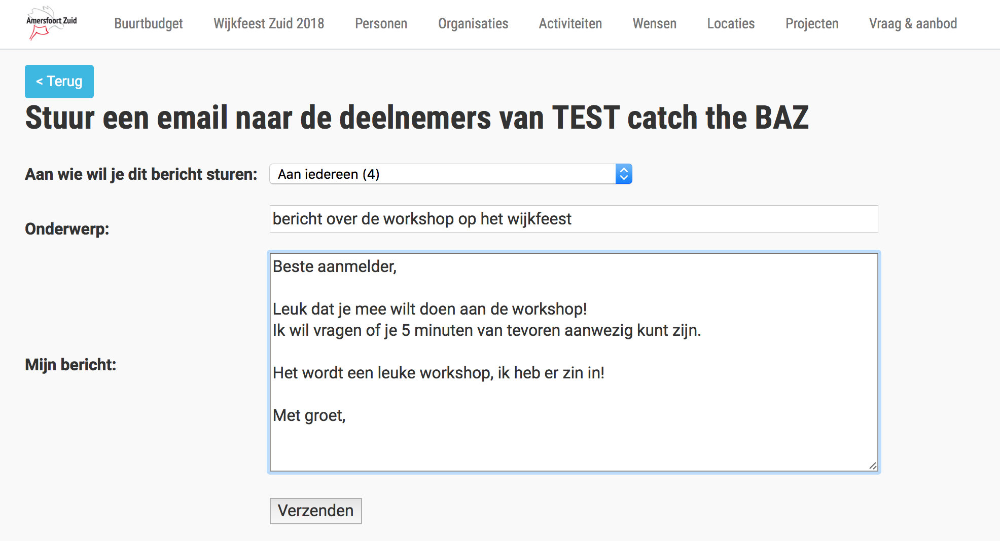 Amersfoort Zuid
Buurtbudget
Wijkfeest Zuid 2018
Personen
Organisaties
Activiteiten
Wensen
Locaties
Projecten
Vraag & aanbod
< Terug
Stuur een email naar de deelnemers van TEST catch the BAZ
Aan wie wil je dit bericht sturen:
Aan iedereen (4)
Onderwerp:
bericht over de workshop op het wijkfeest
Mijn bericht:
Beste aanmelder,
Leuk dat je mee wilt doen aan de workshop!
Ik wil vragen of je 5 minuten van tevoren aanwezig kunt zijn.
Het wordt een leuke workshop, ik heb er zin in!
Met groet,
Verzenden